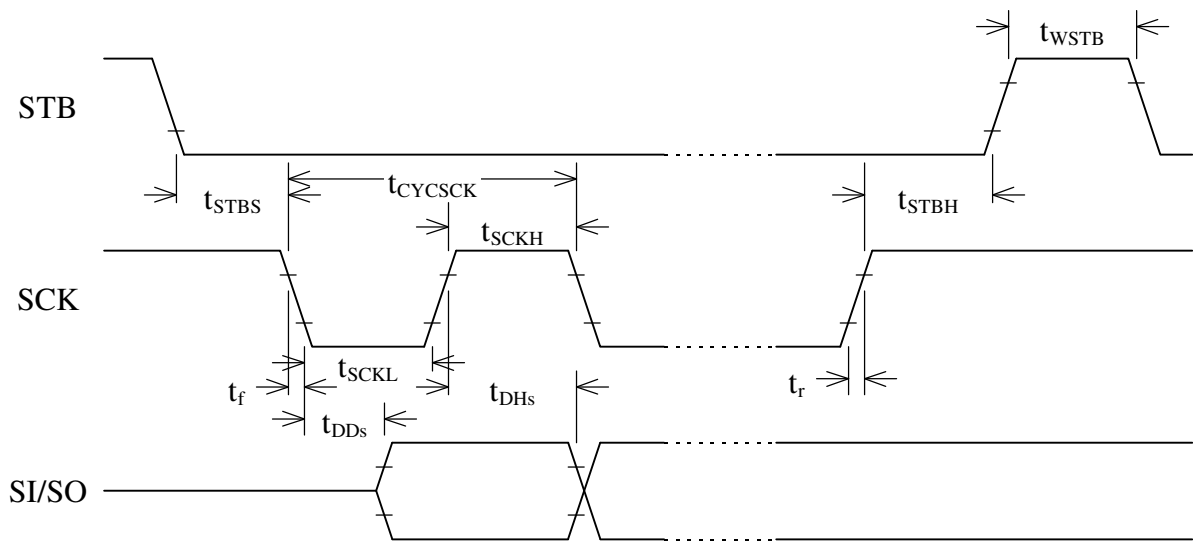 tWSTB
STB
tSTBS
tCYCSCK
tSCKH
tSTBH
SCK
tf
tSCKL
tDDs
tDHs
tr
SI/SO